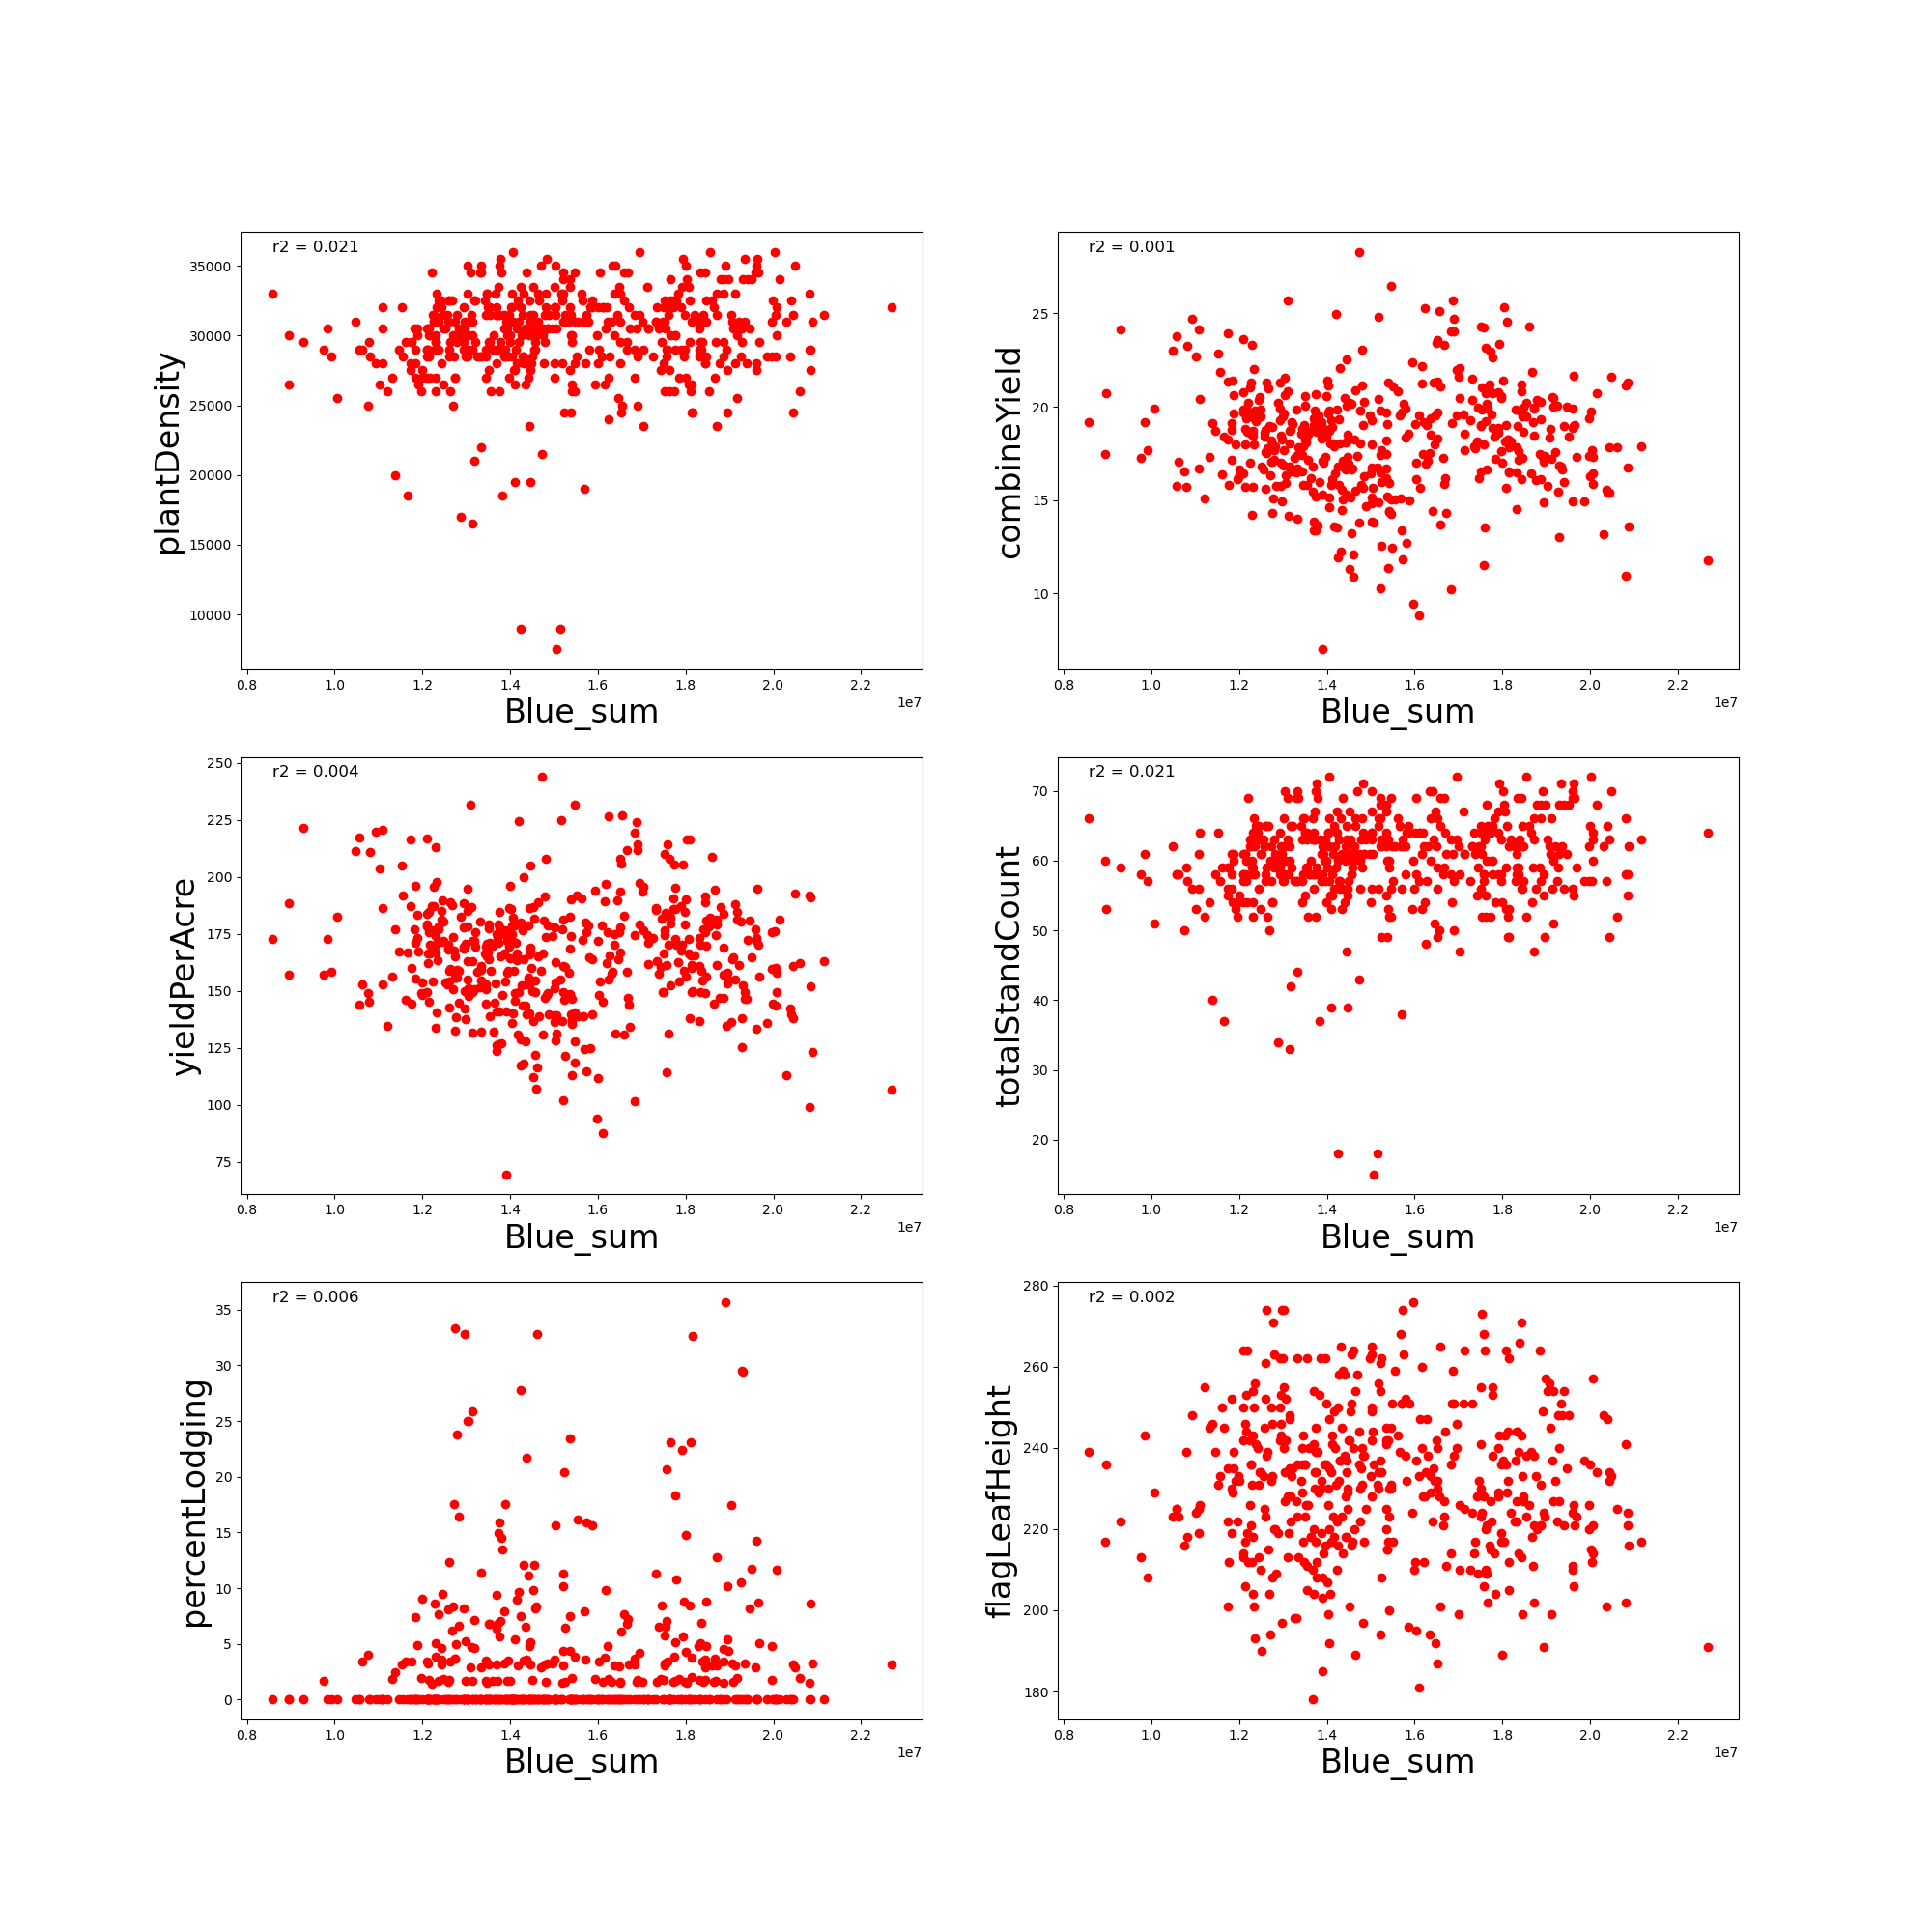 r2 = 0.021
plantDensity
35000
30000
25000
20000
15000
10000
0.8 1.0 1.2 1.4 1.6 1.8 2.0 2.2
1e7
Blue_sum
r2 = 0.001
combineYield
25
20
15
10
0.8 1.0 1.2 1.4 1.6 1.8 2.0 2.2
1e7
Blue_sum
r2 = 0.004
yieldPerAcre
250
225
200
175
150
125
100
75
0.8 1.0 1.2 1.4 1.6 1.8 2.0 2.2
1e7
Blue_sum
r2 = 0.021
totalStandCount
70
60
50
40
30
20
0.8 1.0 1.2 1.4 1.6 1.8 2.0 2.2
1e7
Blue_sum
r2 = 0.006
percentLodging
35
30
25
20
15
10
5
0
0.8 1.0 1.2 1.4 1.6 1.8 2.0 2.2
1e7
Blue_sum
r2 = 0.002
flagLeafHeight
280
260
240
220
200
180
0.8 1.0 1.2 1.4 1.6 1.8 2.0 2.2
1e7
Blue_sum